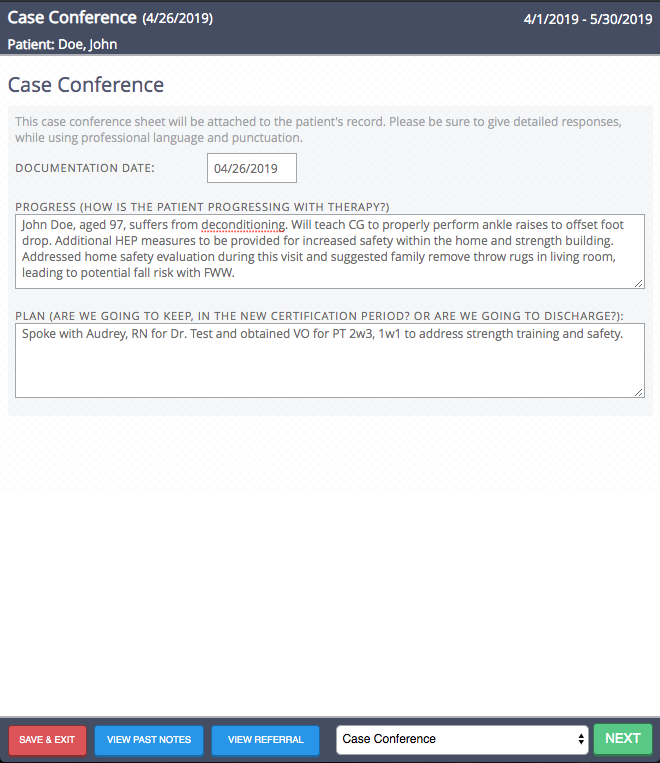 Case Conference (4/26/2019) 4/1/2019 - 5/30/2019
Patient: Doe, John
Case Conference
This case conference sheet will be attached to the patient's record. Please be sure to give detailed responses,
while using professional language and punctuation.
DOCUMENTATION DATE: 04/26/2019
PROGRESS (HOW IS THE PATIENT PROGRESSING WITH THERAPY?)
John Doe, aged 97, suffers from deconditioning. Will teach CG to properly perform ankle raises to offset foot
drop. Additional HEP measures to be provided for increased safety within the home and strength building.
Addressed home safety evaluation during this visit and suggested family remove throw rugs in living room,
leading to potential fall risk with FWW.
PLAN (ARE WE GOING TO KEEP, IN THE NEW CERTIFICATION PERIOD? OR ARE WE GOING TO DISCHARGE?):
Spoke with Audrey, RN for Dr. Test and obtained VO for PT 2w3, 1w1 to address strength training and safety.
SAVE & EXIT VIEW PAST NOTES VIEW REFERRAL Case Conference NEXT